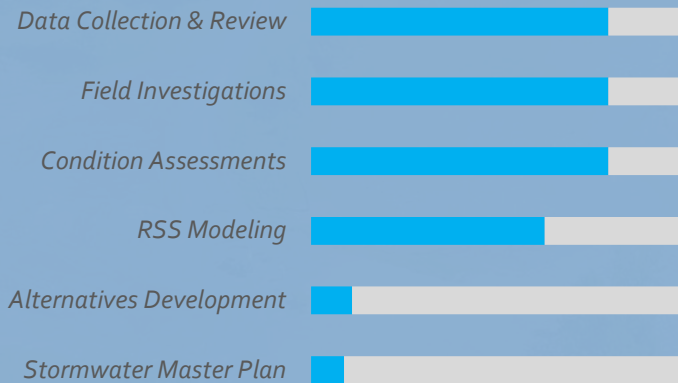 Data Collection & Review
Field Investigations
Condition Assessments
RSS Modeling
Alternatives Development
Stormwater Master Plan